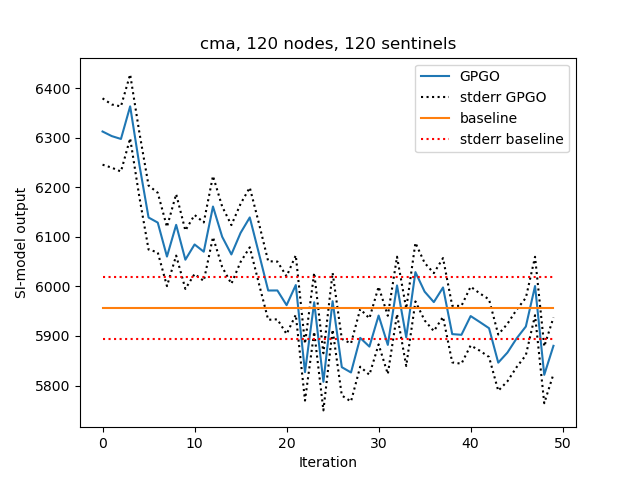 cma, 120 nodes, 120 sentinels
GPGO
stderr GPGO
baseline
stderr baseline
SI-model output
6400
6300
6200
6100
6000
5900
5800
0 10 20 30 40 50
Iteration